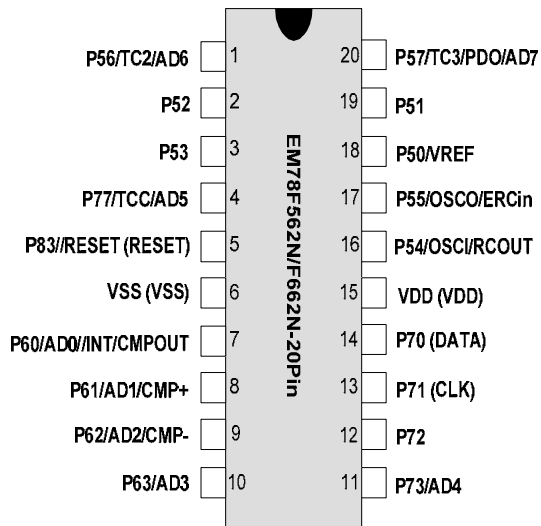 P56/TC2/AD6 1 20 P57/TC3/PDO/AD7
P52 2 19 P51
P53 3 18 P50/VREF
P77/TCC/AD5 4 17 P55/OSCO/ERCin
P83//RESET (RESET) 5 16 P54/OSCI/RCOUT
VSS (VSS) 6 15 VDD (VDD)
P60/AD0//INT/CMPOUT 7 14 P70 (DATA)
P61/AD1/CMP+ 8 13 P71 (CLK)
P62/AD2/CMP- 9 12 P72
P63/AD3 10 11 P73/AD4
EM78F562N/F662N-20Pin